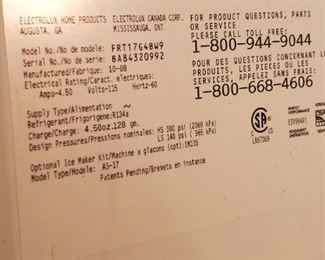 ELECTROLUX HOME PRODUCTS ELECTROLUX CANADA CORP.
AUGUSTA, GA MISSISSAUGA, ONT.
FOR PRODUCT QUESTIONS, PARTS
OR SERVICE
PLEASE CALL TOLL FREE:
1-800-944-9044
POUR DES QUESTIONS CONCERNANT
PRODUIT, LES PIECES OU LES
SERVICES, APPELEZ SANS FRAIS:
1-800-668-4606
Model No./No de modele: FRT17G4BW9
Serial No./No de serie: BA84320992
Manufactured/Fabrique: 10-08
Electrical Rating/Caract. electriques:
Amps-4.50 Volts-115 Hertz-60
Supply Type/Alimentation ~
Refrigerant/Frigorigene:R134a
Charge/Charge: 4.50oz.128 gm.
Design Pressures/Pressions nominales: HS 300 psi (2069 kPa)
LS 140 psi ( 965 kPa)
Optional Ice Maker Kit/Machine a glacons (opt):IM115
Model Type/Modele: AS-17
Patents Pending/Brevets en instance
SA
LR67369